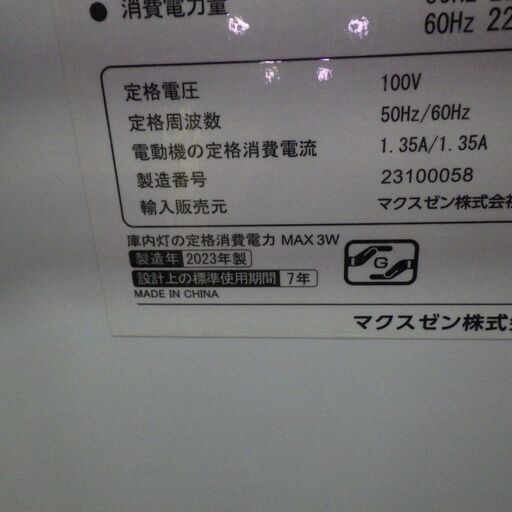 ● 消費電力量
60Hz 22
定格電圧 100V
定格周波数 50Hz/60Hz
電動機の定格消費電流 1.35A/1.35A
製造番号 23100058
輸入販売元 マクスゼン株式会社
庫内灯の定格消費電力 MAX 3W
製造年 2023年製
設計上の標準使用期間 7年
G
MADE IN CHINA
マクスゼン株式